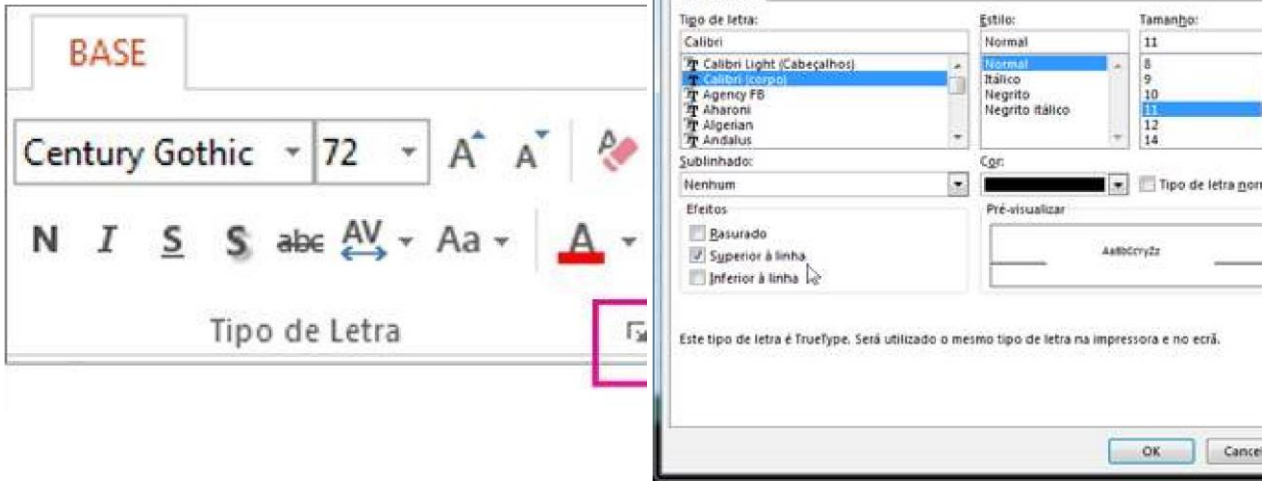 BASE
Century Gothic 72 A A A
N I S S abc AV Aa A
Tipo de Letra
Tipo de letra: Estilo: Tamanho:
Calibri Normal 11
Calibri Light (Cabeçalhos) Normal 8
Calibri (corpo) Itálico 9
Agency FB Negrito 10
Aharoni Negrito itálico 11
Algerian 12
Andalus 14
Sublinhado: Cor:
Nenhum Tipo de letra
Efeitos Pré-visualizar
Rasurado
Superior à linha AaBbCcYyZz
Inferior à linha
Este tipo de letra é TrueType. Será utilizado o mesmo tipo de letra na impressora e no ecrã.
OK Cancel